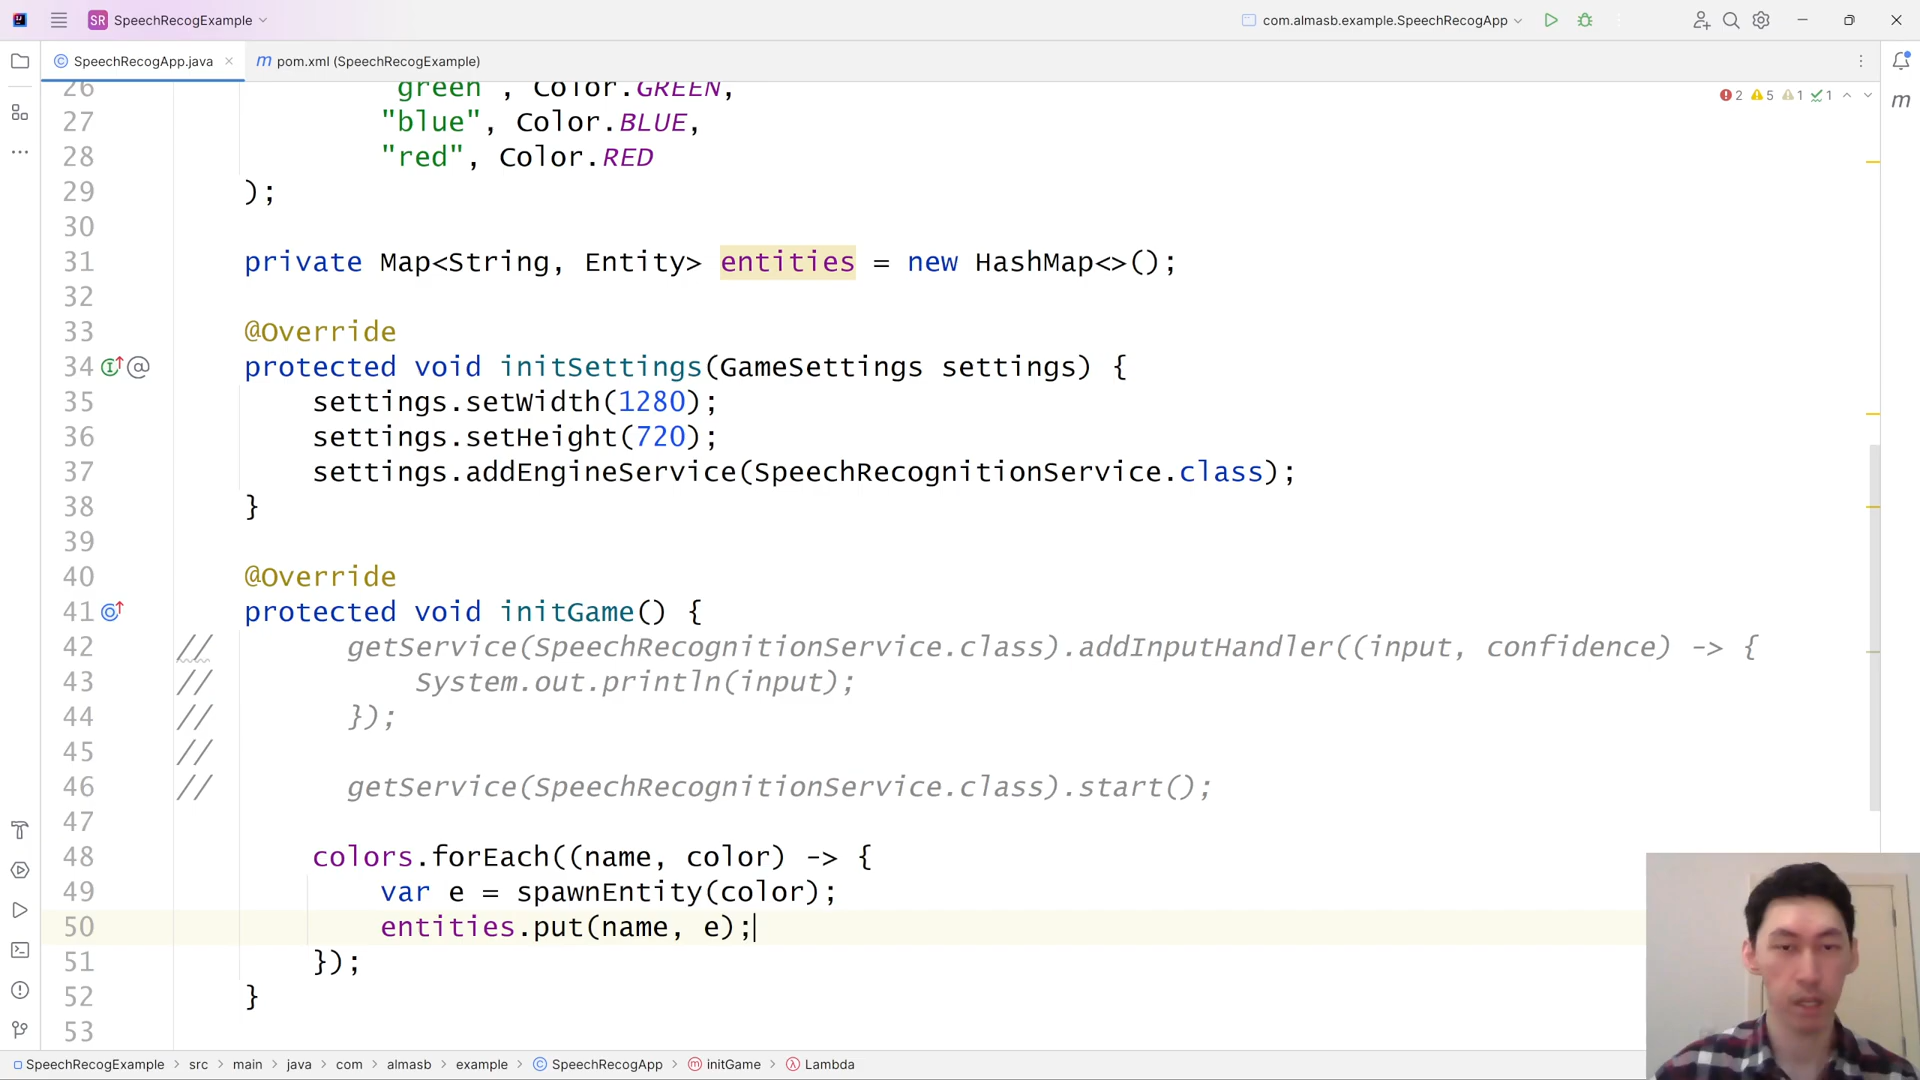 SR SpeechRecogExample
com.almasb.example.SpeechRecogApp
SpeechRecogApp.java
m pom.xml (SpeechRecogExample)
2 5 1 1
26 "green", Color.GREEN,
27 "blue", Color.BLUE,
28 "red", Color.RED
29 );
30
31 private Map<String, Entity> entities = new HashMap<>();
32
33 @Override
34 protected void initSettings(GameSettings settings) {
35 settings.setWidth(1280);
36 settings.setHeight(720);
37 settings.addEngineService(SpeechRecognitionService.class);
38 }
39
40 @Override
41 protected void initGame() {
42 // getService(SpeechRecognitionService.class).addInputHandler((input, confidence) -> {
43 // System.out.println(input);
44 // });
45 //
46 // getService(SpeechRecognitionService.class).start();
47
48 colors.forEach((name, color) -> {
49 var e = spawnEntity(color);
50 entities.put(name, e);
51 });
52 }
53
SpeechRecogExample > src > main > java > com > almasb > example > SpeechRecogApp > initGame > Lambda